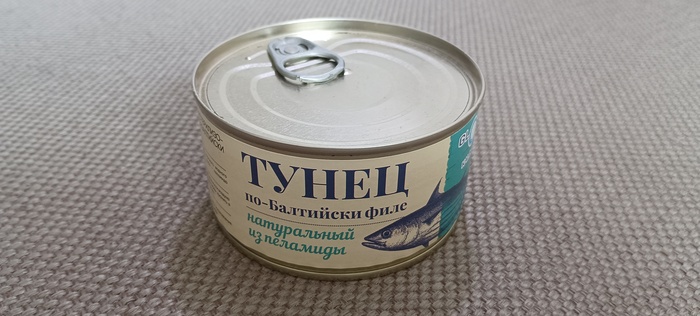 ТУНЕЦ
по-Балтийски филе
натуральный
из пеламиды